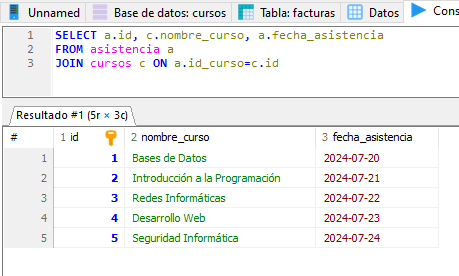 Unnamed Base de datos: cursos Tabla: facturas Datos Cons
1 SELECT a.id, c.nombre_curso, a.fecha_asistencia
2 FROM asistencia a
3 JOIN cursos c ON a.id_curso=c.id
Resultado #1 (5r × 3c)
# 1 id 2 nombre_curso 3 fecha_asistencia
1 1 Bases de Datos 2024-07-20
2 2 Introducción a la Programación 2024-07-21
3 3 Redes Informáticas 2024-07-22
4 4 Desarrollo Web 2024-07-23
5 5 Seguridad Informática 2024-07-24